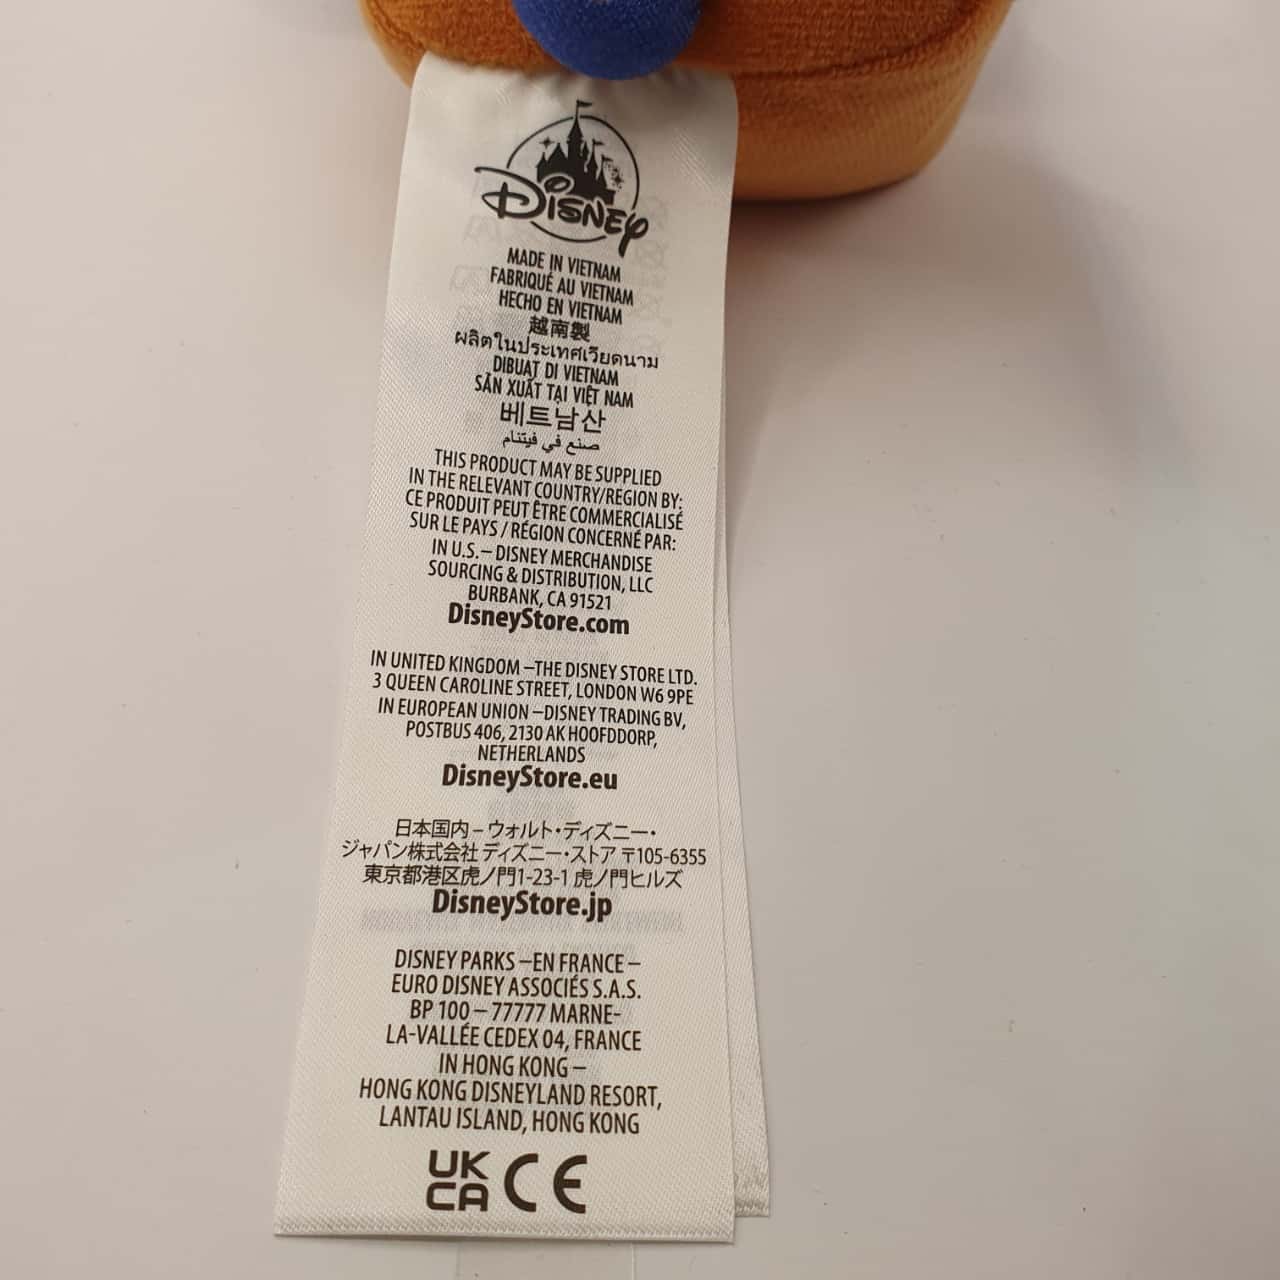 Disney
MADE IN VIETNAM
FABRIQUÉ AU VIETNAM
HECHO EN VIETNAM
越南製
ผลิตในประเทศเวียดนาม
DIBUAT DI VIETNAM
SẢN XUẤT TẠI VIỆT NAM
베트남산
صنع في فيتنام
THIS PRODUCT MAY BE SUPPLIED
IN THE RELEVANT COUNTRY/REGION BY:
CE PRODUIT PEUT ÊTRE COMMERCIALISÉ
SUR LE PAYS / RÉGION CONCERNÉ PAR:
IN U.S.– DISNEY MERCHANDISE
SOURCING & DISTRIBUTION, LLC
BURBANK, CA 91521
DisneyStore.com
IN UNITED KINGDOM –THE DISNEY STORE LTD.
3 QUEEN CAROLINE STREET, LONDON W6 9PE
IN EUROPEAN UNION –DISNEY TRADING BV,
POSTBUS 406, 2130 AK HOOFDDORP,
NETHERLANDS
DisneyStore.eu
日本国内 – ウォルト・ディズニー・
ジャパン株式会社 ディズニー・ストア 〒105-6355
東京都港区虎ノ門1-23-1 虎ノ門ヒルズ
DisneyStore.jp
DISNEY PARKS –EN FRANCE –
EURO DISNEY ASSOCIÉS S.A.S.
BP 100 – 77777 MARNE-
LA-VALLÉE CEDEX 04, FRANCE
IN HONG KONG –
HONG KONG DISNEYLAND RESORT,
LANTAU ISLAND, HONG KONG
UK
CA CE